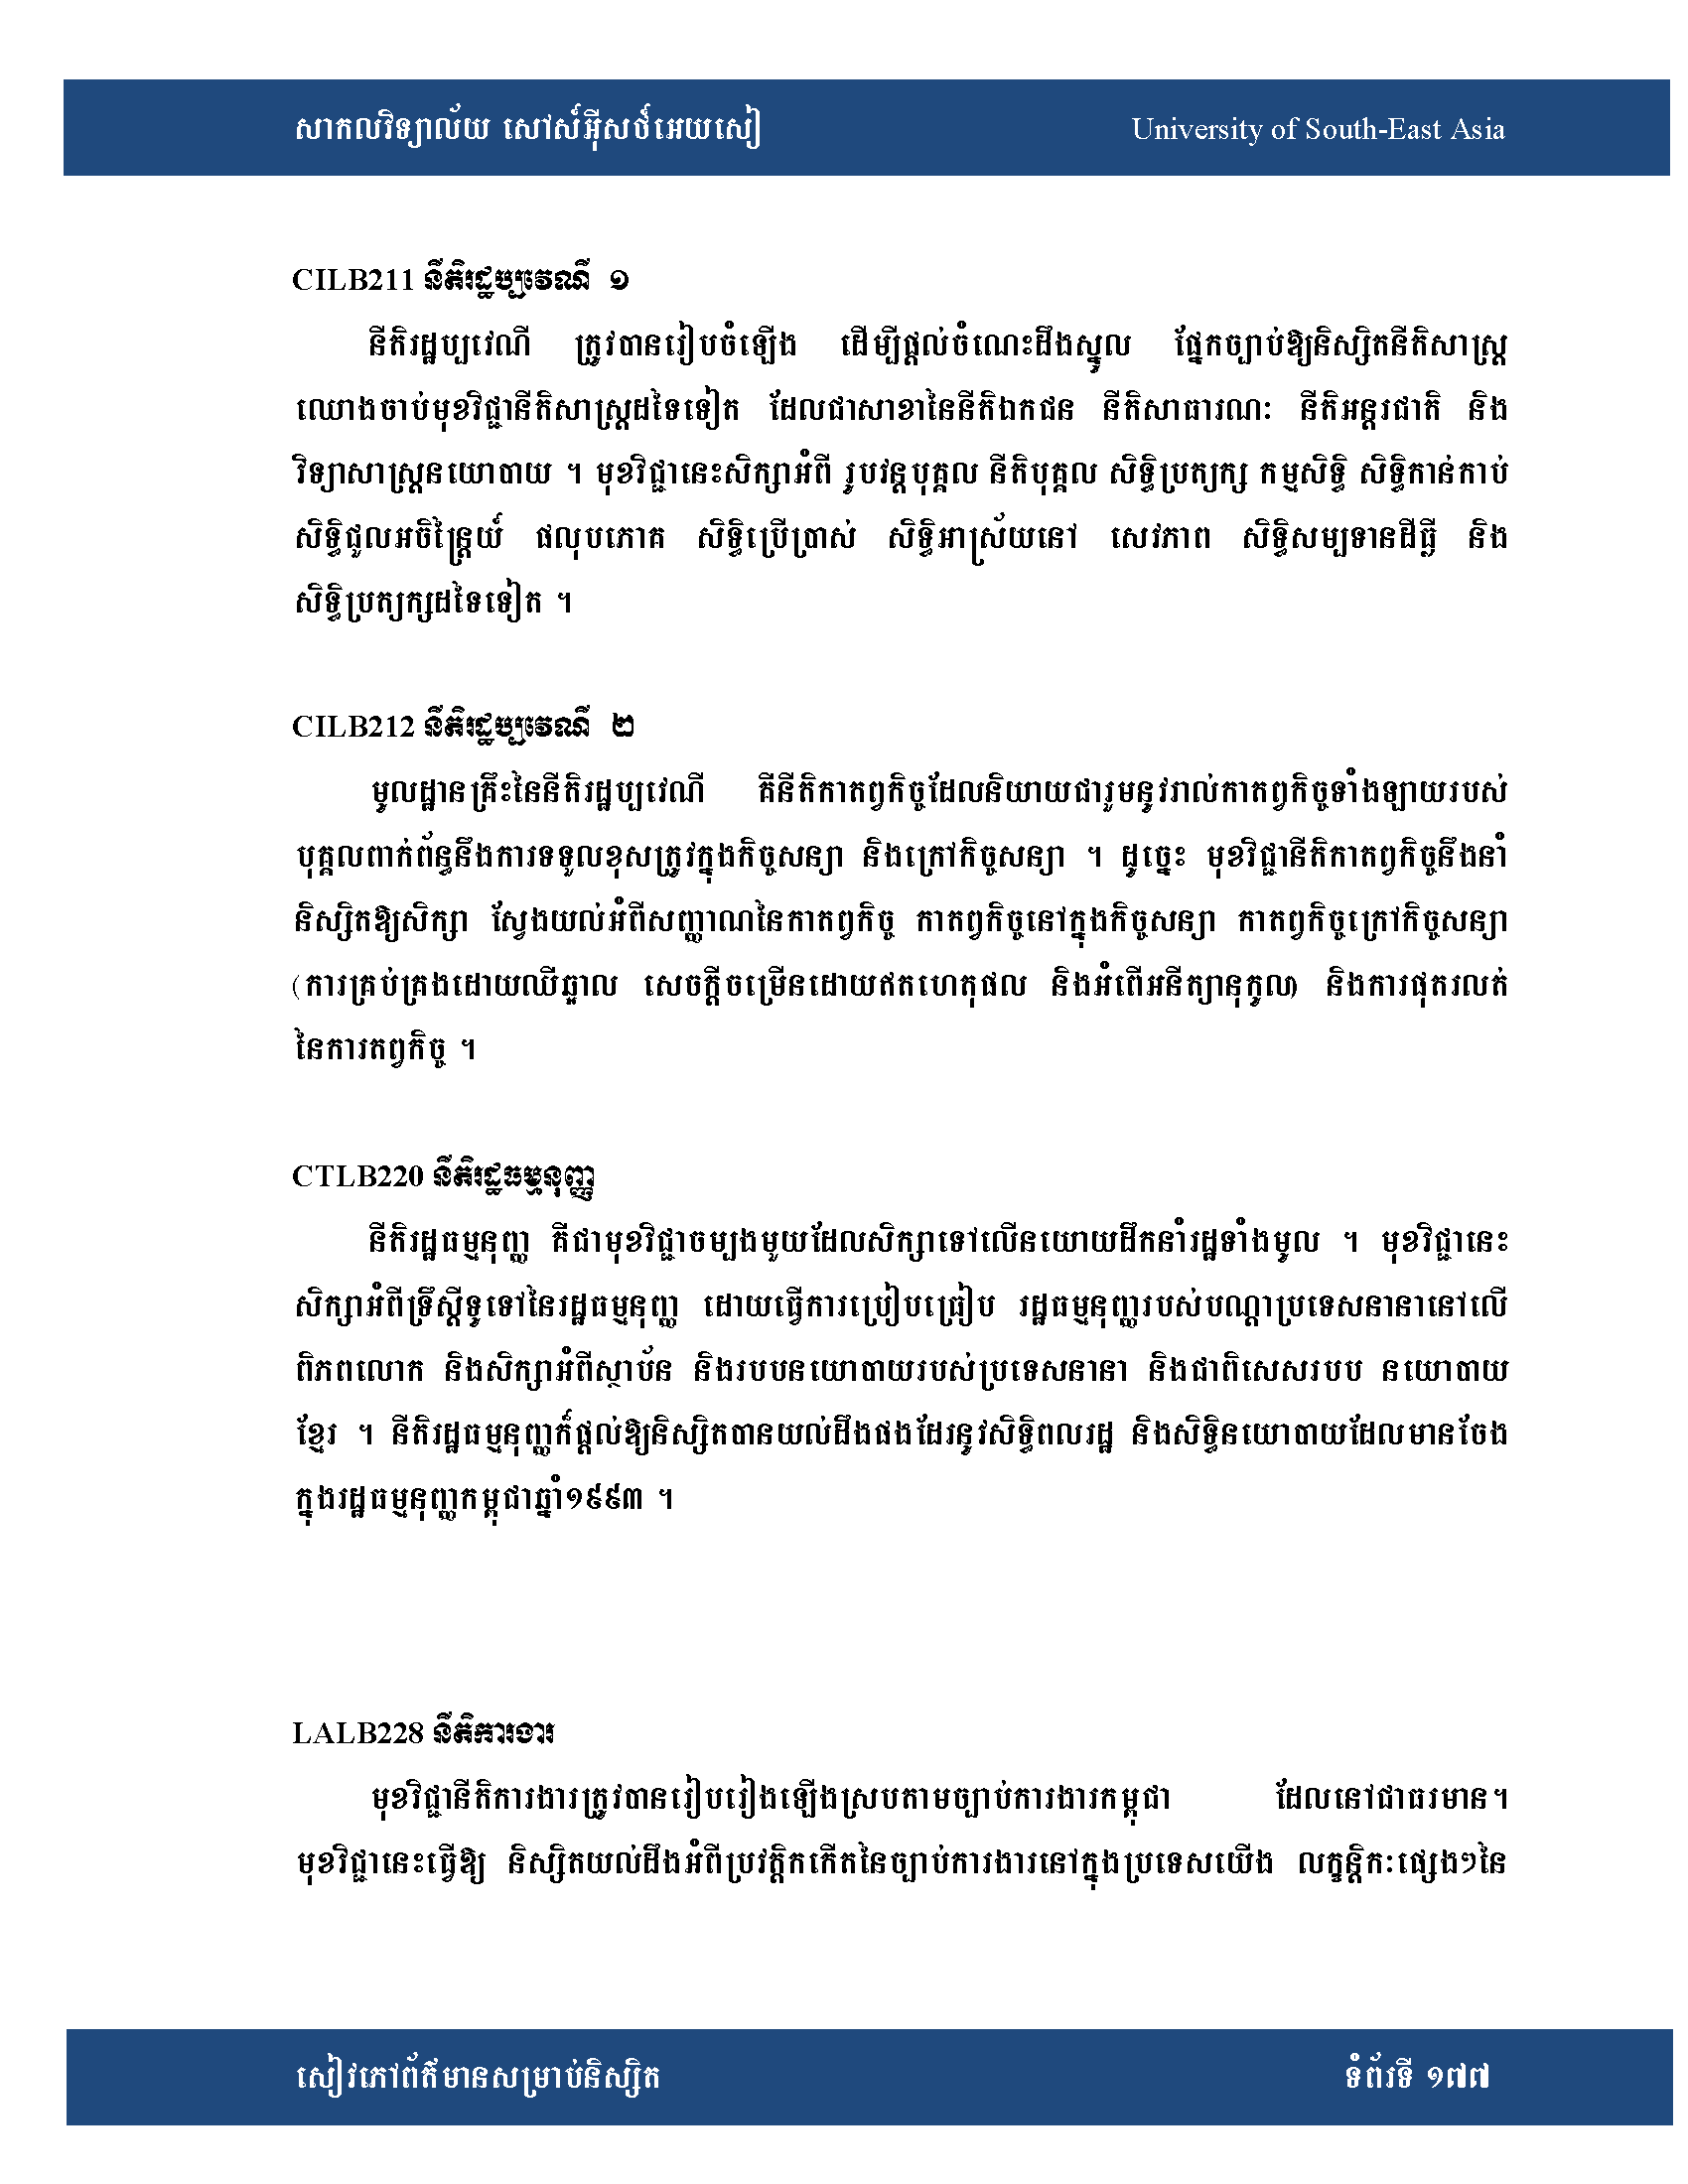 សាកលវិទ្យាល័យ សៅស៍អ៊ីសថ៍អេយសៀ University of South-East Asia
CILB211 នីតិរដ្ឋប្បវេណី ១
នីតិរដ្ឋប្បវេណី ត្រូវបានរៀបចំឡើង ដើម្បីផ្តល់ចំណេះដឹងស្នូល ផ្នែកច្បាប់ឱ្យនិស្សិតនីតិសាស្ត្រ
ឈោងចាប់មុខវិជ្ជានីតិសាស្ត្រដទៃទៀត ដែលជាសាខានៃនីតិឯកជន នីតិសាធារណៈ នីតិអន្តរជាតិ និង
វិទ្យាសាស្ត្រនយោបាយ ។ មុខវិជ្ជានេះសិក្សាអំពី រូបវន្តបុគ្គល នីតិបុគ្គល សិទ្ធិប្រត្យក្ស កម្មសិទ្ធិ សិទ្ធិកាន់កាប់
សិទ្ធិជួលអចិន្ត្រៃយ៍ ផលុបភោគ សិទ្ធិប្រើប្រាស់ សិទ្ធិអាស្រ័យនៅ សេវភាព សិទ្ធិសម្បទានដីធ្លី និង
សិទ្ធិប្រត្យក្សដទៃទៀត ។
CILB212 នីតិរដ្ឋប្បវេណី ២
មូលដ្ឋានគ្រឹះនៃនីតិរដ្ឋប្បវេណី គឺនីតិកាតព្វកិច្ចដែលនិយាយជារួមនូវរាល់កាតព្វកិច្ចទាំងឡាយរបស់
បុគ្គលពាក់ព័ន្ធនឹងការទទួលខុសត្រូវក្នុងកិច្ចសន្យា និងក្រៅកិច្ចសន្យា ។ ដូច្នេះ មុខវិជ្ជានីតិកាតព្វកិច្ចនឹងនាំ
និស្សិតឱ្យសិក្សា ស្វែងយល់អំពីសញ្ញាណនៃកាតព្វកិច្ច កាតព្វកិច្ចនៅក្នុងកិច្ចសន្យា កាតព្វកិច្ចក្រៅកិច្ចសន្យា
(ការគ្រប់គ្រងដោយឈឺឆ្អាល សេចក្តីចម្រើនដោយឥតហេតុផល និងអំពើអនីត្យានុកូល) និងការផុតរលត់
នៃការតព្វកិច្ច ។
CTLB220 នីតិរដ្ឋធម្មនុញ្ញ
នីតិរដ្ឋធម្មនុញ្ញ គឺជាមុខវិជ្ជាចម្បងមួយដែលសិក្សាទៅលើនយោយដឹកនាំរដ្ឋទាំងមូល ។ មុខវិជ្ជានេះ
សិក្សាអំពីទ្រឹស្តីទូទៅនៃរដ្ឋធម្មនុញ្ញ ដោយធ្វើការប្រៀបធ្រៀប រដ្ឋធម្មនុញ្ញរបស់បណ្តាប្រទេសនានានៅលើ
ពិភពលោក និងសិក្សាអំពីស្ថាប័ន និងរបបនយោបាយរបស់ប្រទេសនានា និងជាពិសេសរបប នយោបាយ
ខ្មែរ ។ នីតិរដ្ឋធម្មនុញ្ញក៏ផ្តល់ឱ្យនិស្សិតបានយល់ដឹងផងដែរនូវសិទ្ធិពលរដ្ឋ និងសិទ្ធិនយោបាយដែលមានចែង
ក្នុងរដ្ឋធម្មនុញ្ញកម្ពុជាឆ្នាំ១៩៩៣ ។
LALB228 នីតិការងារ
មុខវិជ្ជានីតិការងារត្រូវបានរៀបរៀងឡើងស្របតាមច្បាប់ការងារកម្ពុជា ដែលនៅជាធរមាន។
មុខវិជ្ជានេះធ្វើឱ្យ និស្សិតយល់ដឹងអំពីប្រវត្តិកកើតនៃច្បាប់ការងារនៅក្នុងប្រទេសយើង លក្ខន្តិកៈផ្សេងៗនៃ
សៀវភៅព័ត៌មានសម្រាប់និស្សិត ទំព័រទី ១៧៧